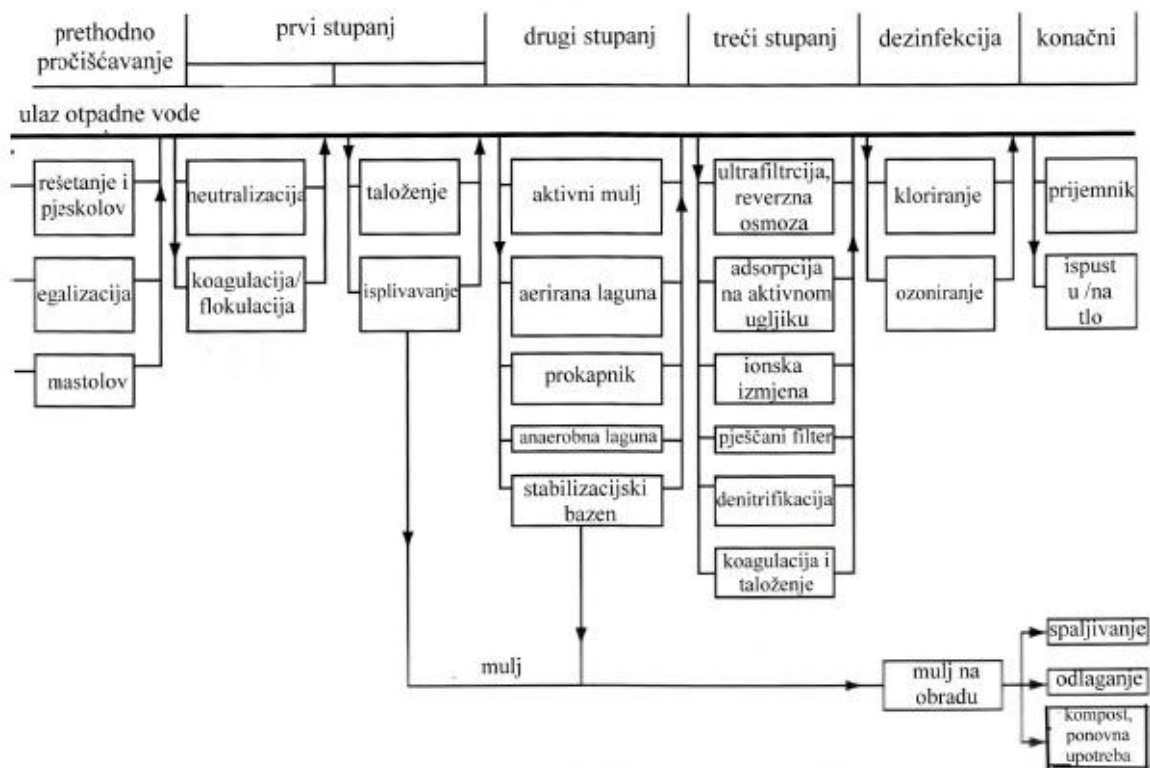 prethodno
pročišćavanje
prvi stupanj
drugi stupanj
treći stupanj
dezinfekcija
konačni
ulaz otpadne vode
rešetanje i
pjeskolov
egalizacija
mastolov
neutralizacija
koagulacija/
flokulacija
taloženje
isplivavanje
aktivni mulj
aerirana laguna
prokapnik
anaerobna laguna
stabilizacijski
bazen
ultrafiltrcija,
reverzna
osmoza
adsorpcija
na aktivnom
ugljiku
ionska
izmjena
pješčani filter
denitrifikacija
koagulacija i
taloženje
kloriranje
ozoniranje
prijemnik
ispust
u /na
tlo
mulj
mulj na
obradu
spaljivanje
odlaganje
kompost,
ponovna
upotreba